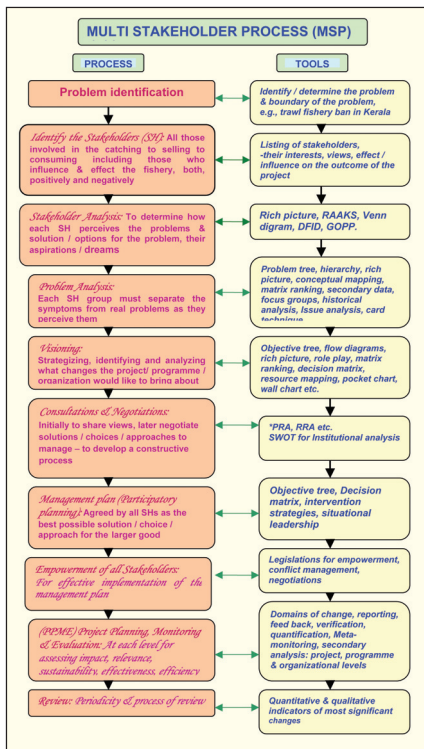 MULTI STAKEHOLDER PROCESS (MSP)
PROCESS
TOOLS
Problem identification
Identify / determine the problem
& boundary of the problem,
e.g., trawl fishery ban in Kerala
Identify the Stakeholders (SH): All those
involved in the catching to selling to
consuming including those who
influence & effect the fishery, both,
positively and negatively
Listing of stakeholders,
-their interests, views, effect /
influence on the outcome of the
project
Stakeholder Analysis: To determine how
each SH perceives the problems &
solution / options for the problem, their
aspirations / dreams
Rich picture, RAAKS, Venn
digram, DFID, GOPP.
Problem Analysis:
Each SH group must separate the
symptoms from real problems as they
perceive them
Problem tree, hierarchy, rich
picture, conceptual mapping,
matrix ranking, secondary data,
focus groups, historical
analysis, Issue analysis, card
technique
Visioning:
Strategizing, identifying and analyzing
what changes the project/ programme /
organization would like to bring about
Objective tree, flow diagrams,
rich picture, role play, matrix
ranking, decision matrix,
resource mapping, pocket chart,
wall chart etc.
Consultations & Negotiations:
Initially to share views, later negotiate
solutions / choices / approaches to
manage – to develop a constructive
process
*PRA, RRA etc.
SWOT for Institutional analysis
Management plan (Participatory
planning): Agreed by all SHs as the
best possible solution / choice /
approach for the larger good
Objective tree, Decision
matrix, intervention
strategies, situational
leadership
Empowerment of all Stakeholders:
For effective implementation of the
management plan
Legislations for empowerment,
conflict management,
negotiations
(PPME) Project Planning, Monitoring
& Evaluation: At each level for
assessing impact, relevance,
sustainability, effectiveness, efficiency
Domains of change, reporting,
feed back, verification,
quantification, Meta-
monitoring, secondary
analysis: project, programme
& organizational levels
Review: Periodicity & process of review
Quantitative & qualitative
indicators of most significant
changes